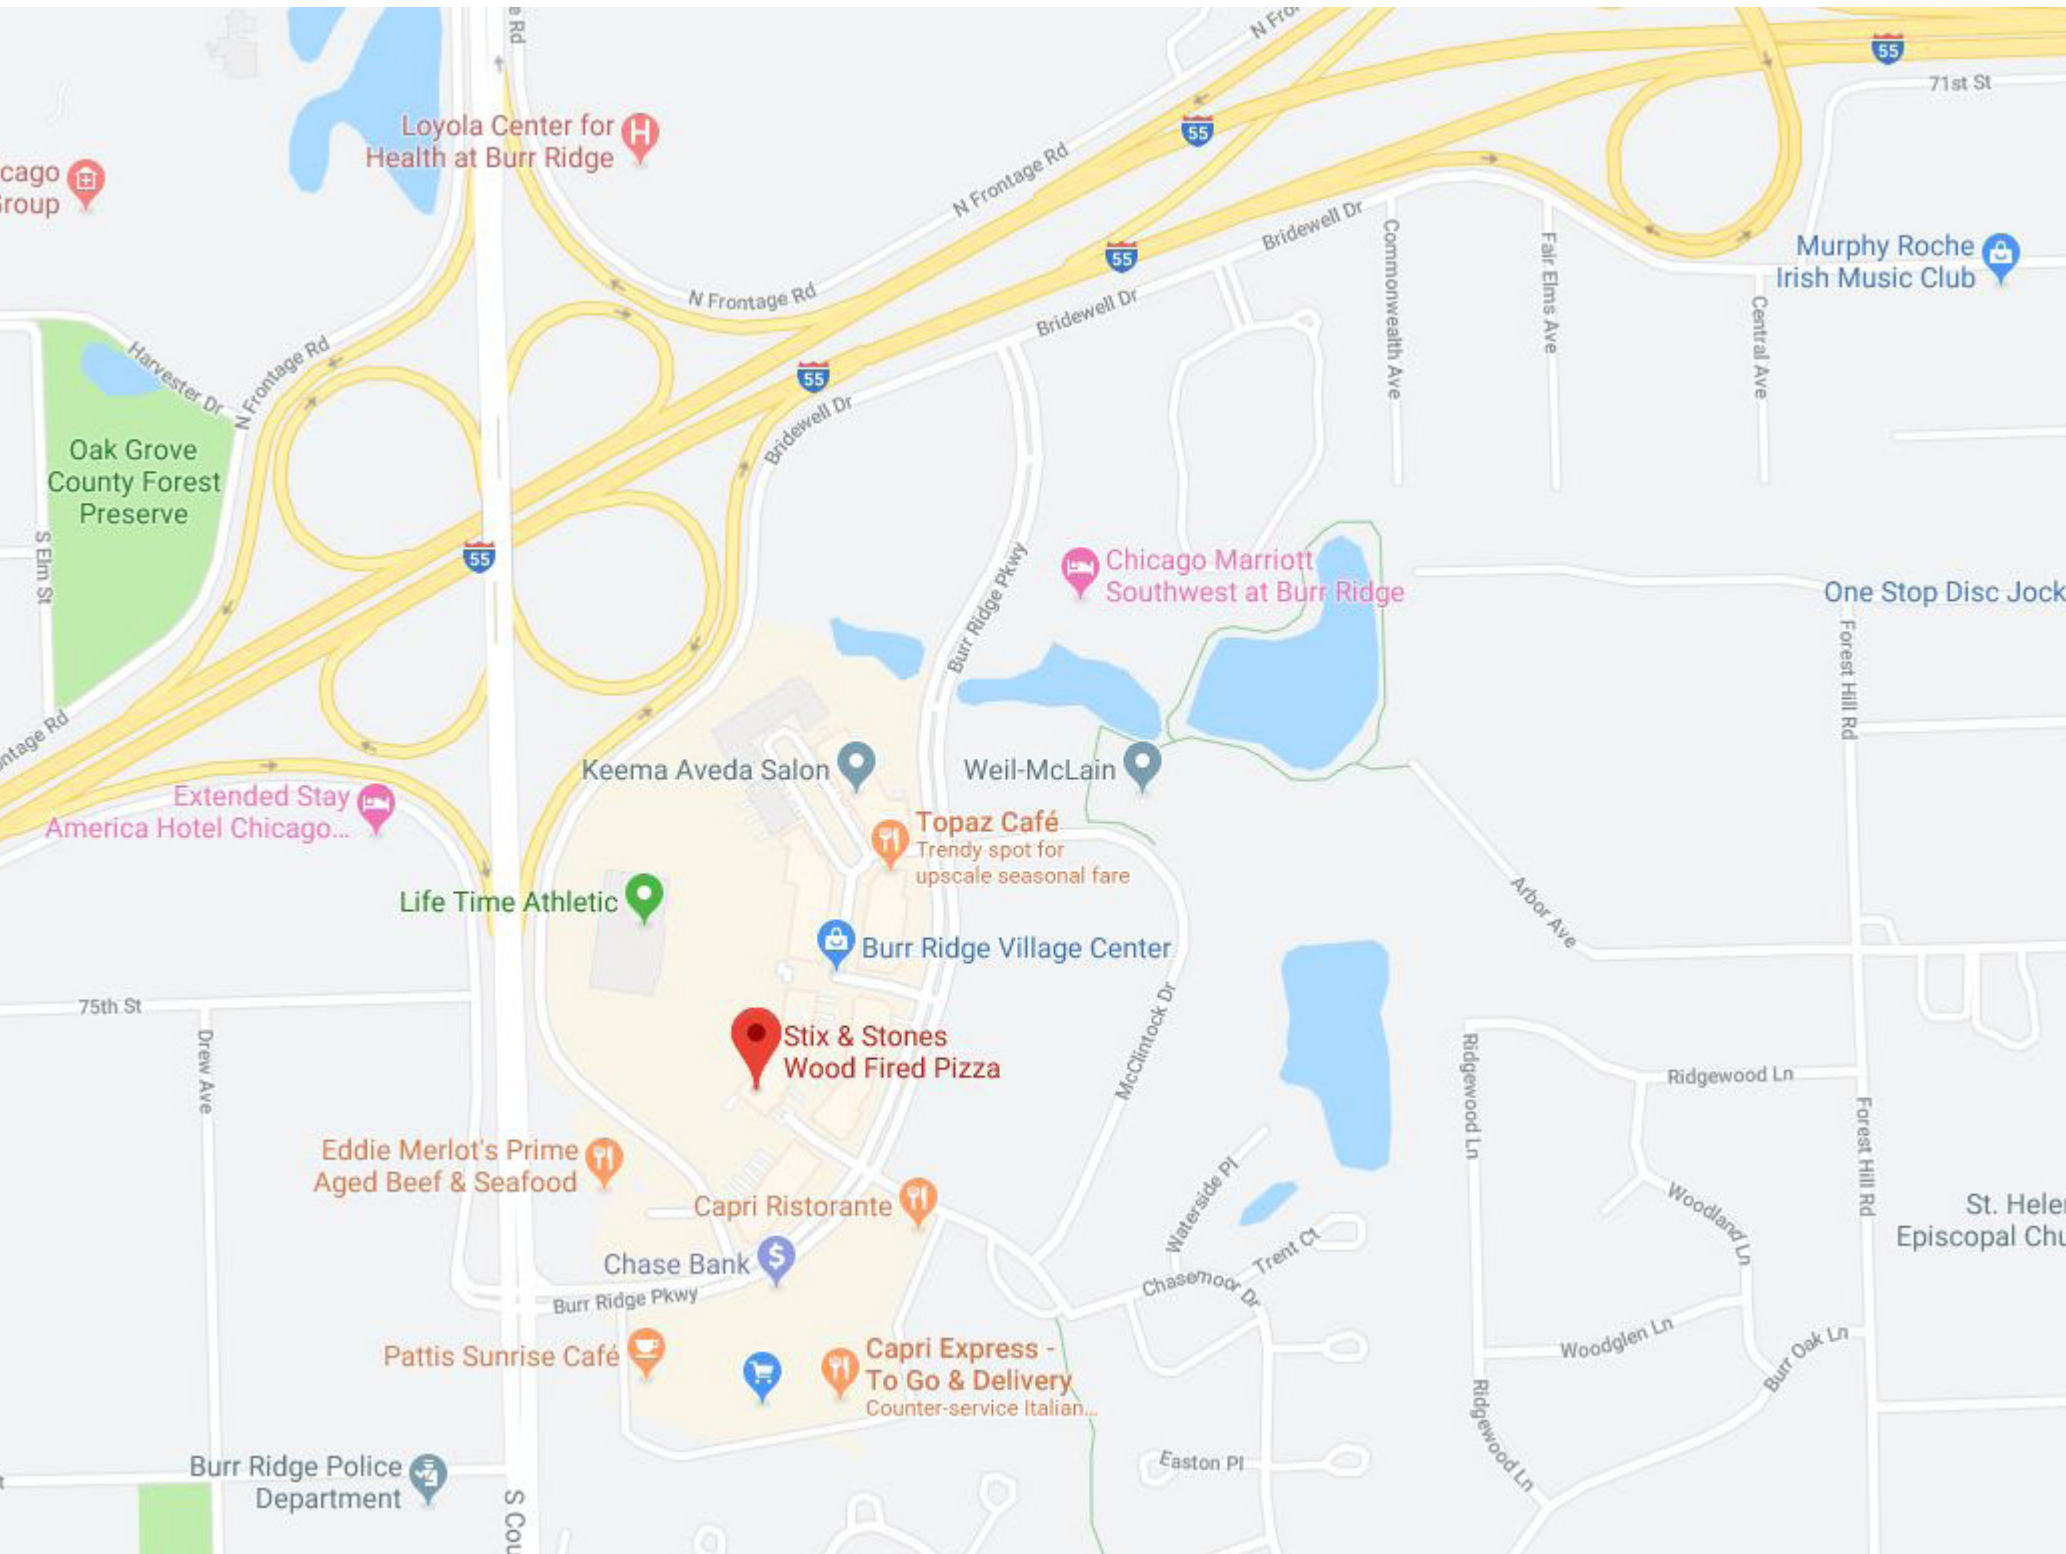 e Rd
N Fro
55
71st St
Loyola Center for
Health at Burr Ridge
55
cago
Group
N Frontage Rd
Bridewell Dr
Commonwealth Ave
Fair Elms Ave
Murphy Roche
Irish Music Club
55
N Frontage Rd
Bridewell Dr
Central Ave
Harvester Dr
N Frontage Rd
55
Bridewell Dr
Oak Grove
County Forest
Preserve
S Elm St
55
Burr Ridge Pkwy
Chicago Marriott
Southwest at Burr Ridge
One Stop Disc Jock
Forest Hill Rd
ontage Rd
Keema Aveda Salon
Weil-McLain
Extended Stay
America Hotel Chicago...
Topaz Café
Trendy spot for
upscale seasonal fare
Life Time Athletic
Arbor Ave
Burr Ridge Village Center
75th St
Drew Ave
McClintock Dr
Stix & Stones
Wood Fired Pizza
Ridgewood Ln
Ridgewood Ln
Forest Hill Rd
Eddie Merlot's Prime
Aged Beef & Seafood
Capri Ristorante
Waterside Pl
Woodland Ln
St. Helen
Episcopal Chu
Chase Bank
Trent Ct
Chasemoor Dr
Burr Ridge Pkwy
Pattis Sunrise Café
Capri Express -
To Go & Delivery
Counter-service Italian...
Woodglen Ln
Burr Oak Ln
Ridgewood Ln
Burr Ridge Police
Department
Easton Pl
S Cou